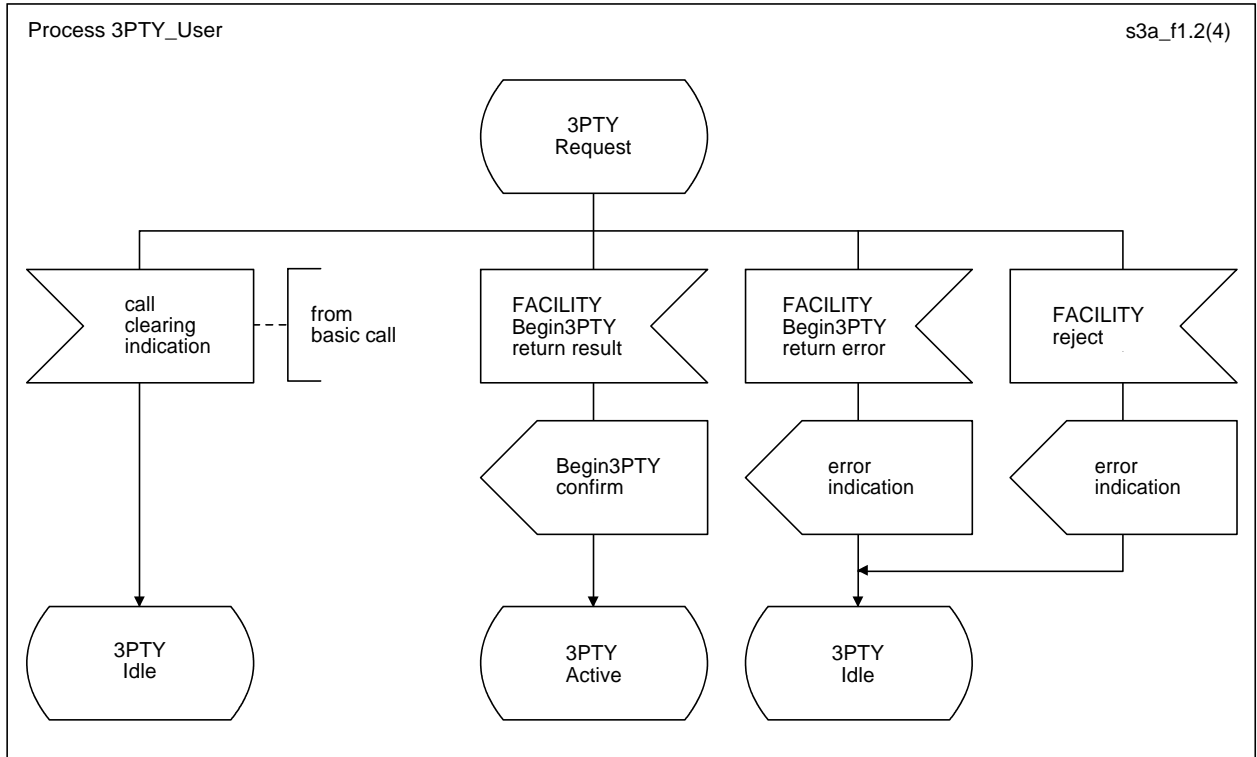 Process 3PTY_User
s3a_f1.2(4)
3PTY
Request
call
clearing
indication
from
basic call
FACILITY
Begin3PTY
return result
FACILITY
Begin3PTY
return error
FACILITY
reject
Begin3PTY
confirm
error
indication
error
indication
3PTY
Idle
3PTY
Active
3PTY
Idle